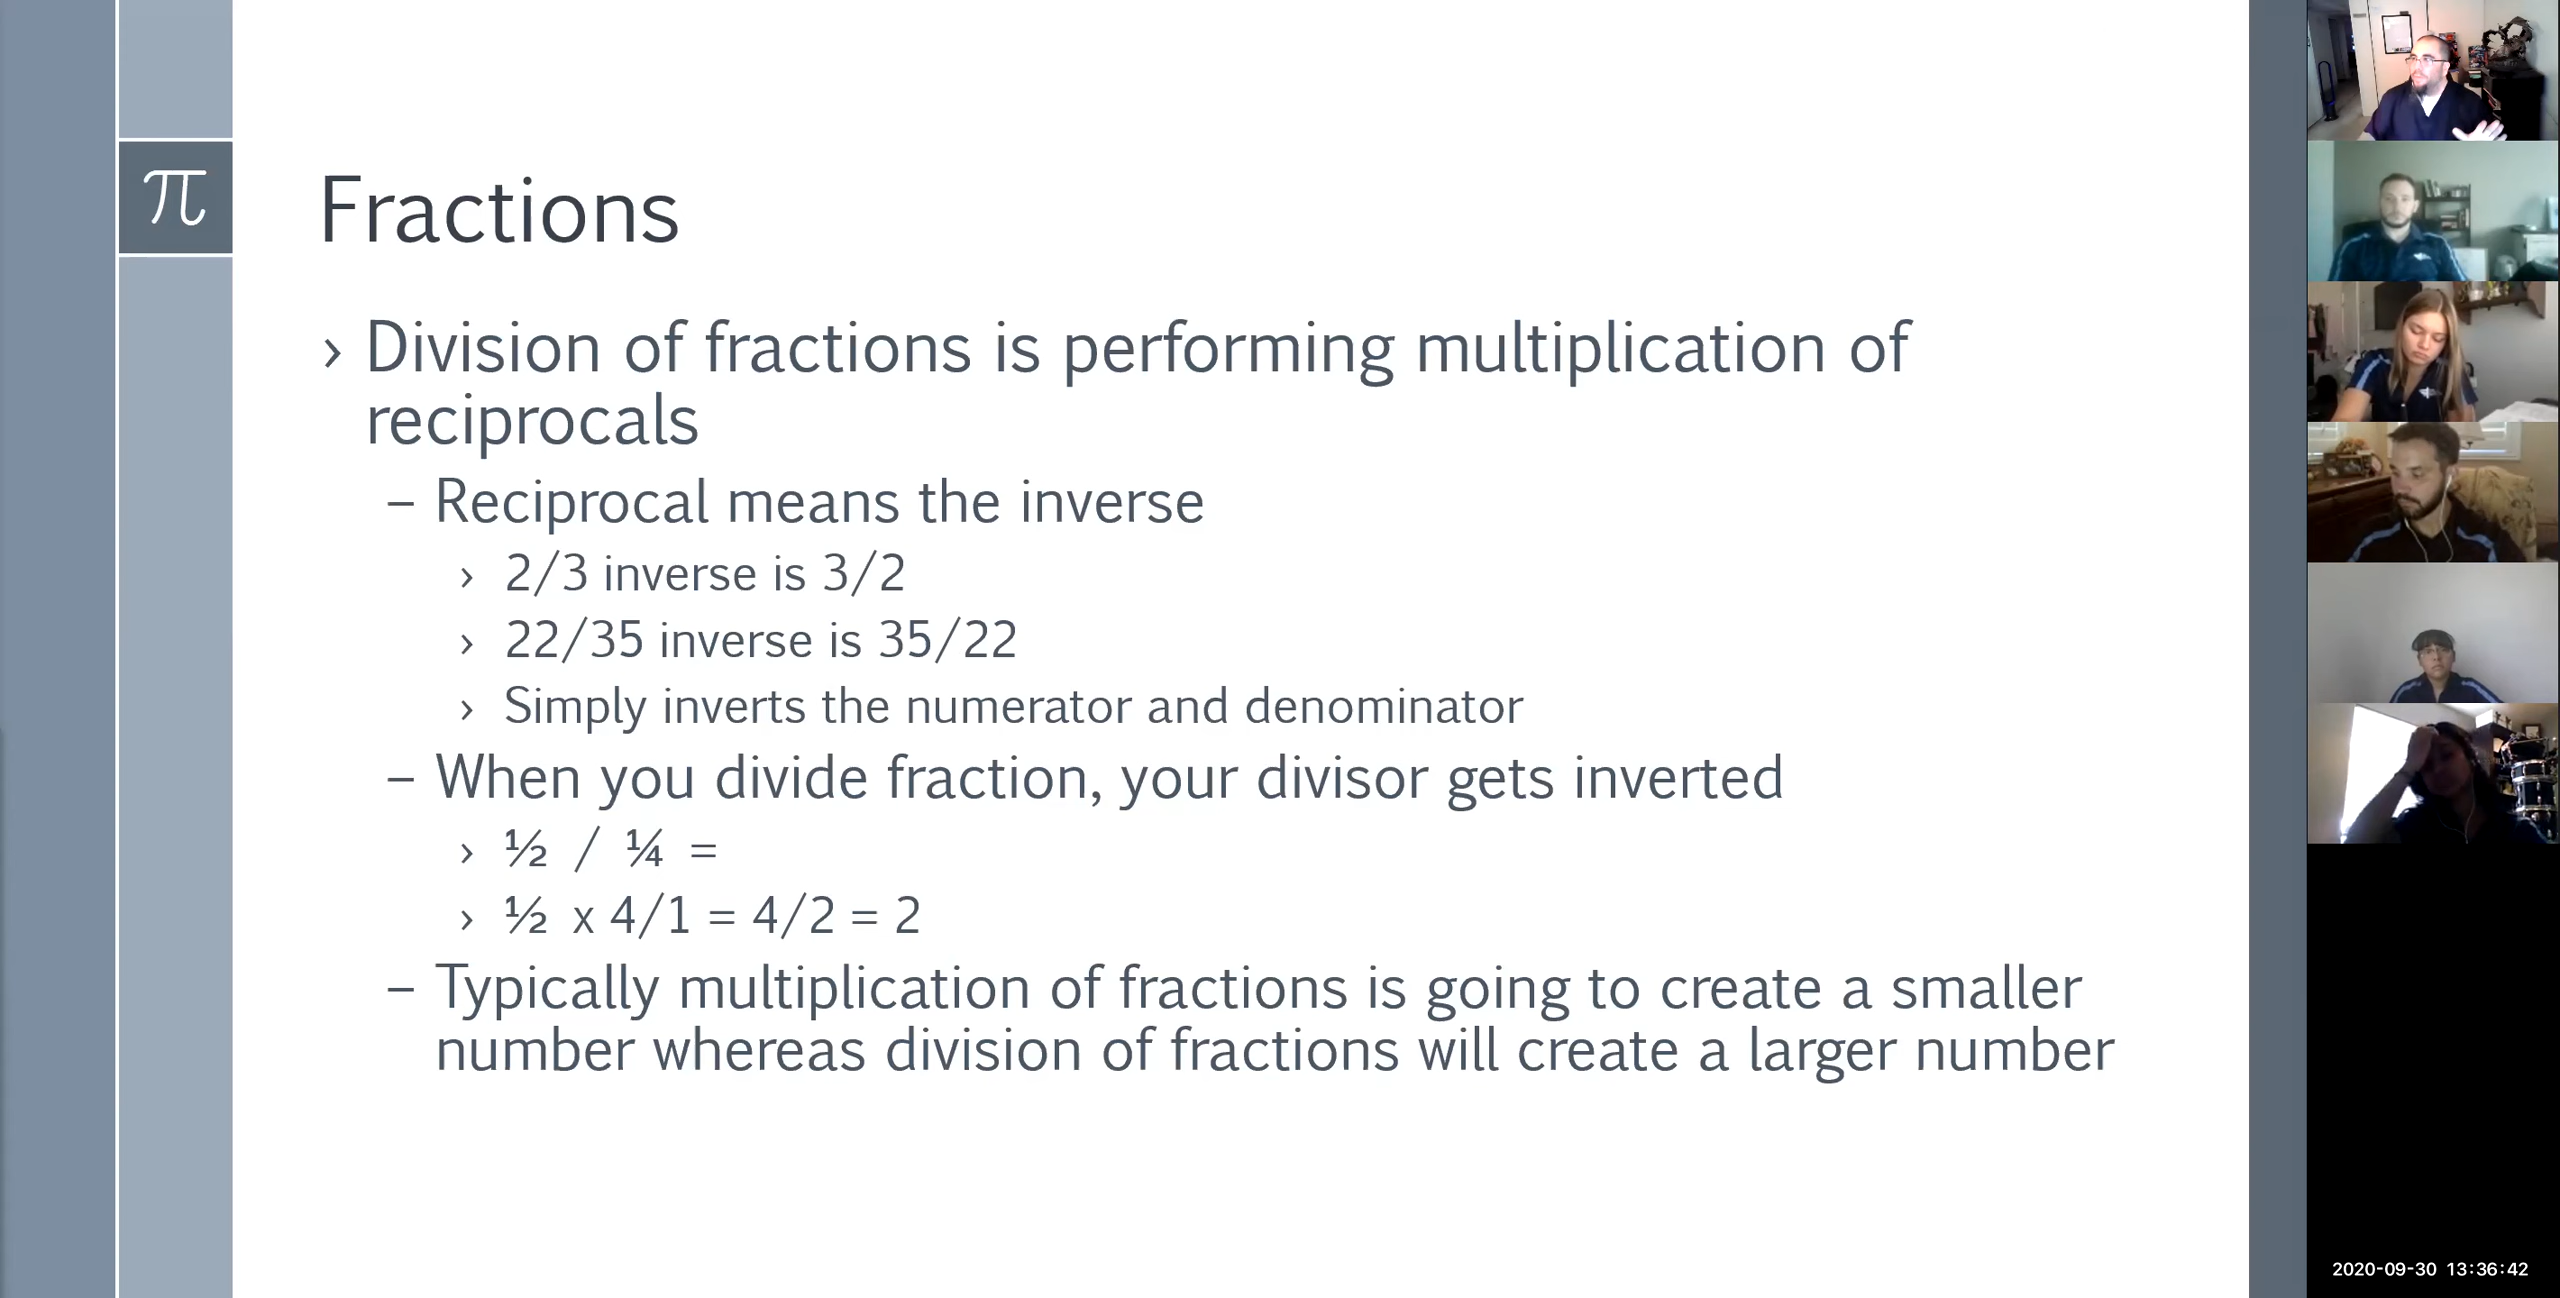 π
Fractions
› Division of fractions is performing multiplication of
reciprocals
– Reciprocal means the inverse
› 2/3 inverse is 3/2
› 22/35 inverse is 35/22
› Simply inverts the numerator and denominator
– When you divide fraction, your divisor gets inverted
› ½ / ¼ =
› ½ x 4/1 = 4/2 = 2
– Typically multiplication of fractions is going to create a smaller
number whereas division of fractions will create a larger number
2020-09-30 13:36:42